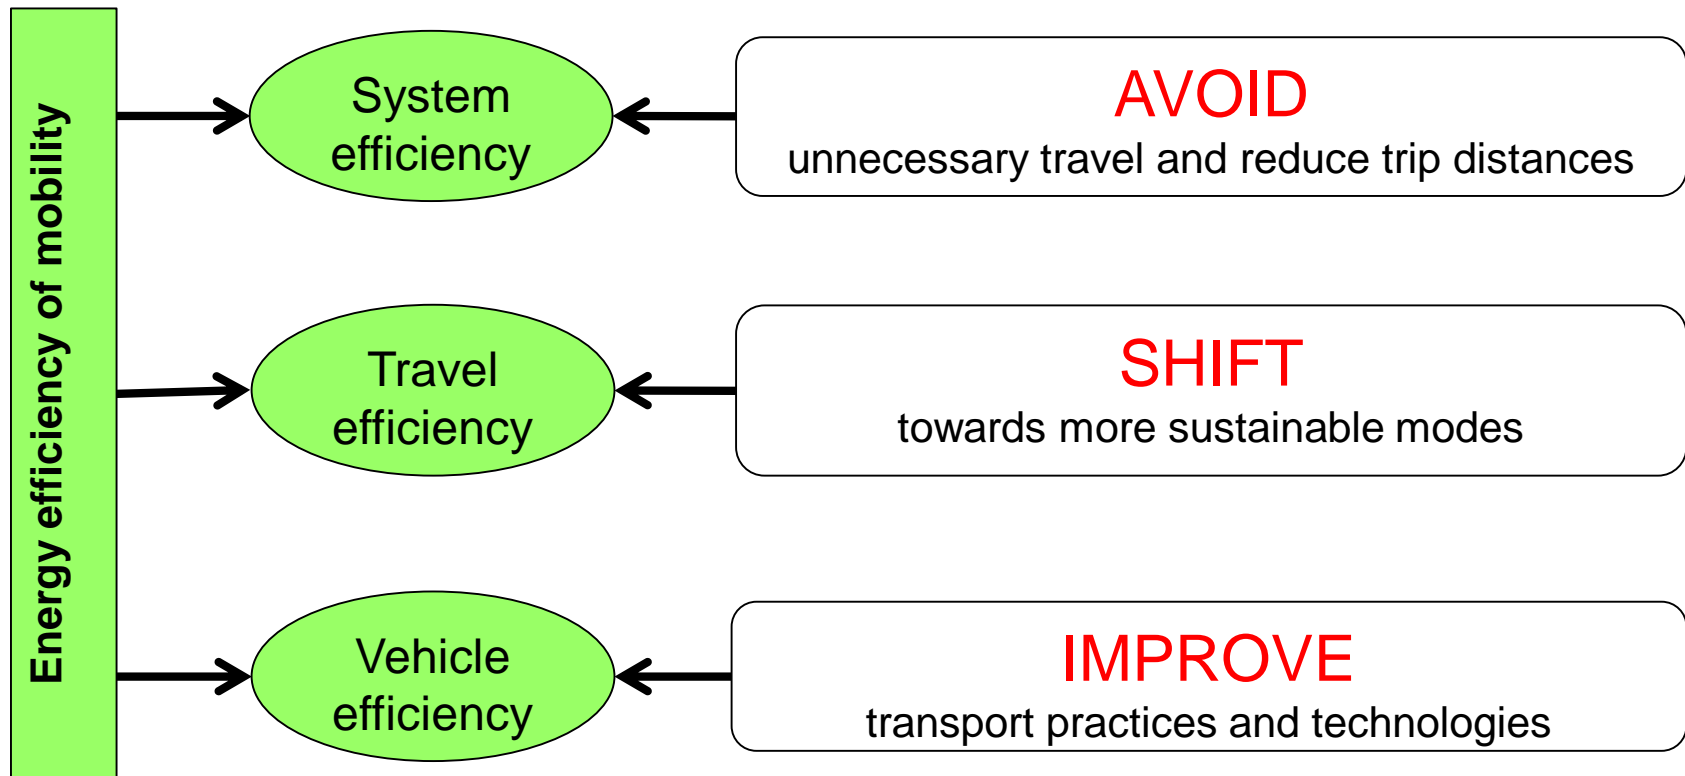 Energy efficiency of mobility
System
efficiency
AVOID
unnecessary travel and reduce trip distances
Travel
efficiency
SHIFT
towards more sustainable modes
Vehicle
efficiency
IMPROVE
transport practices and technologies